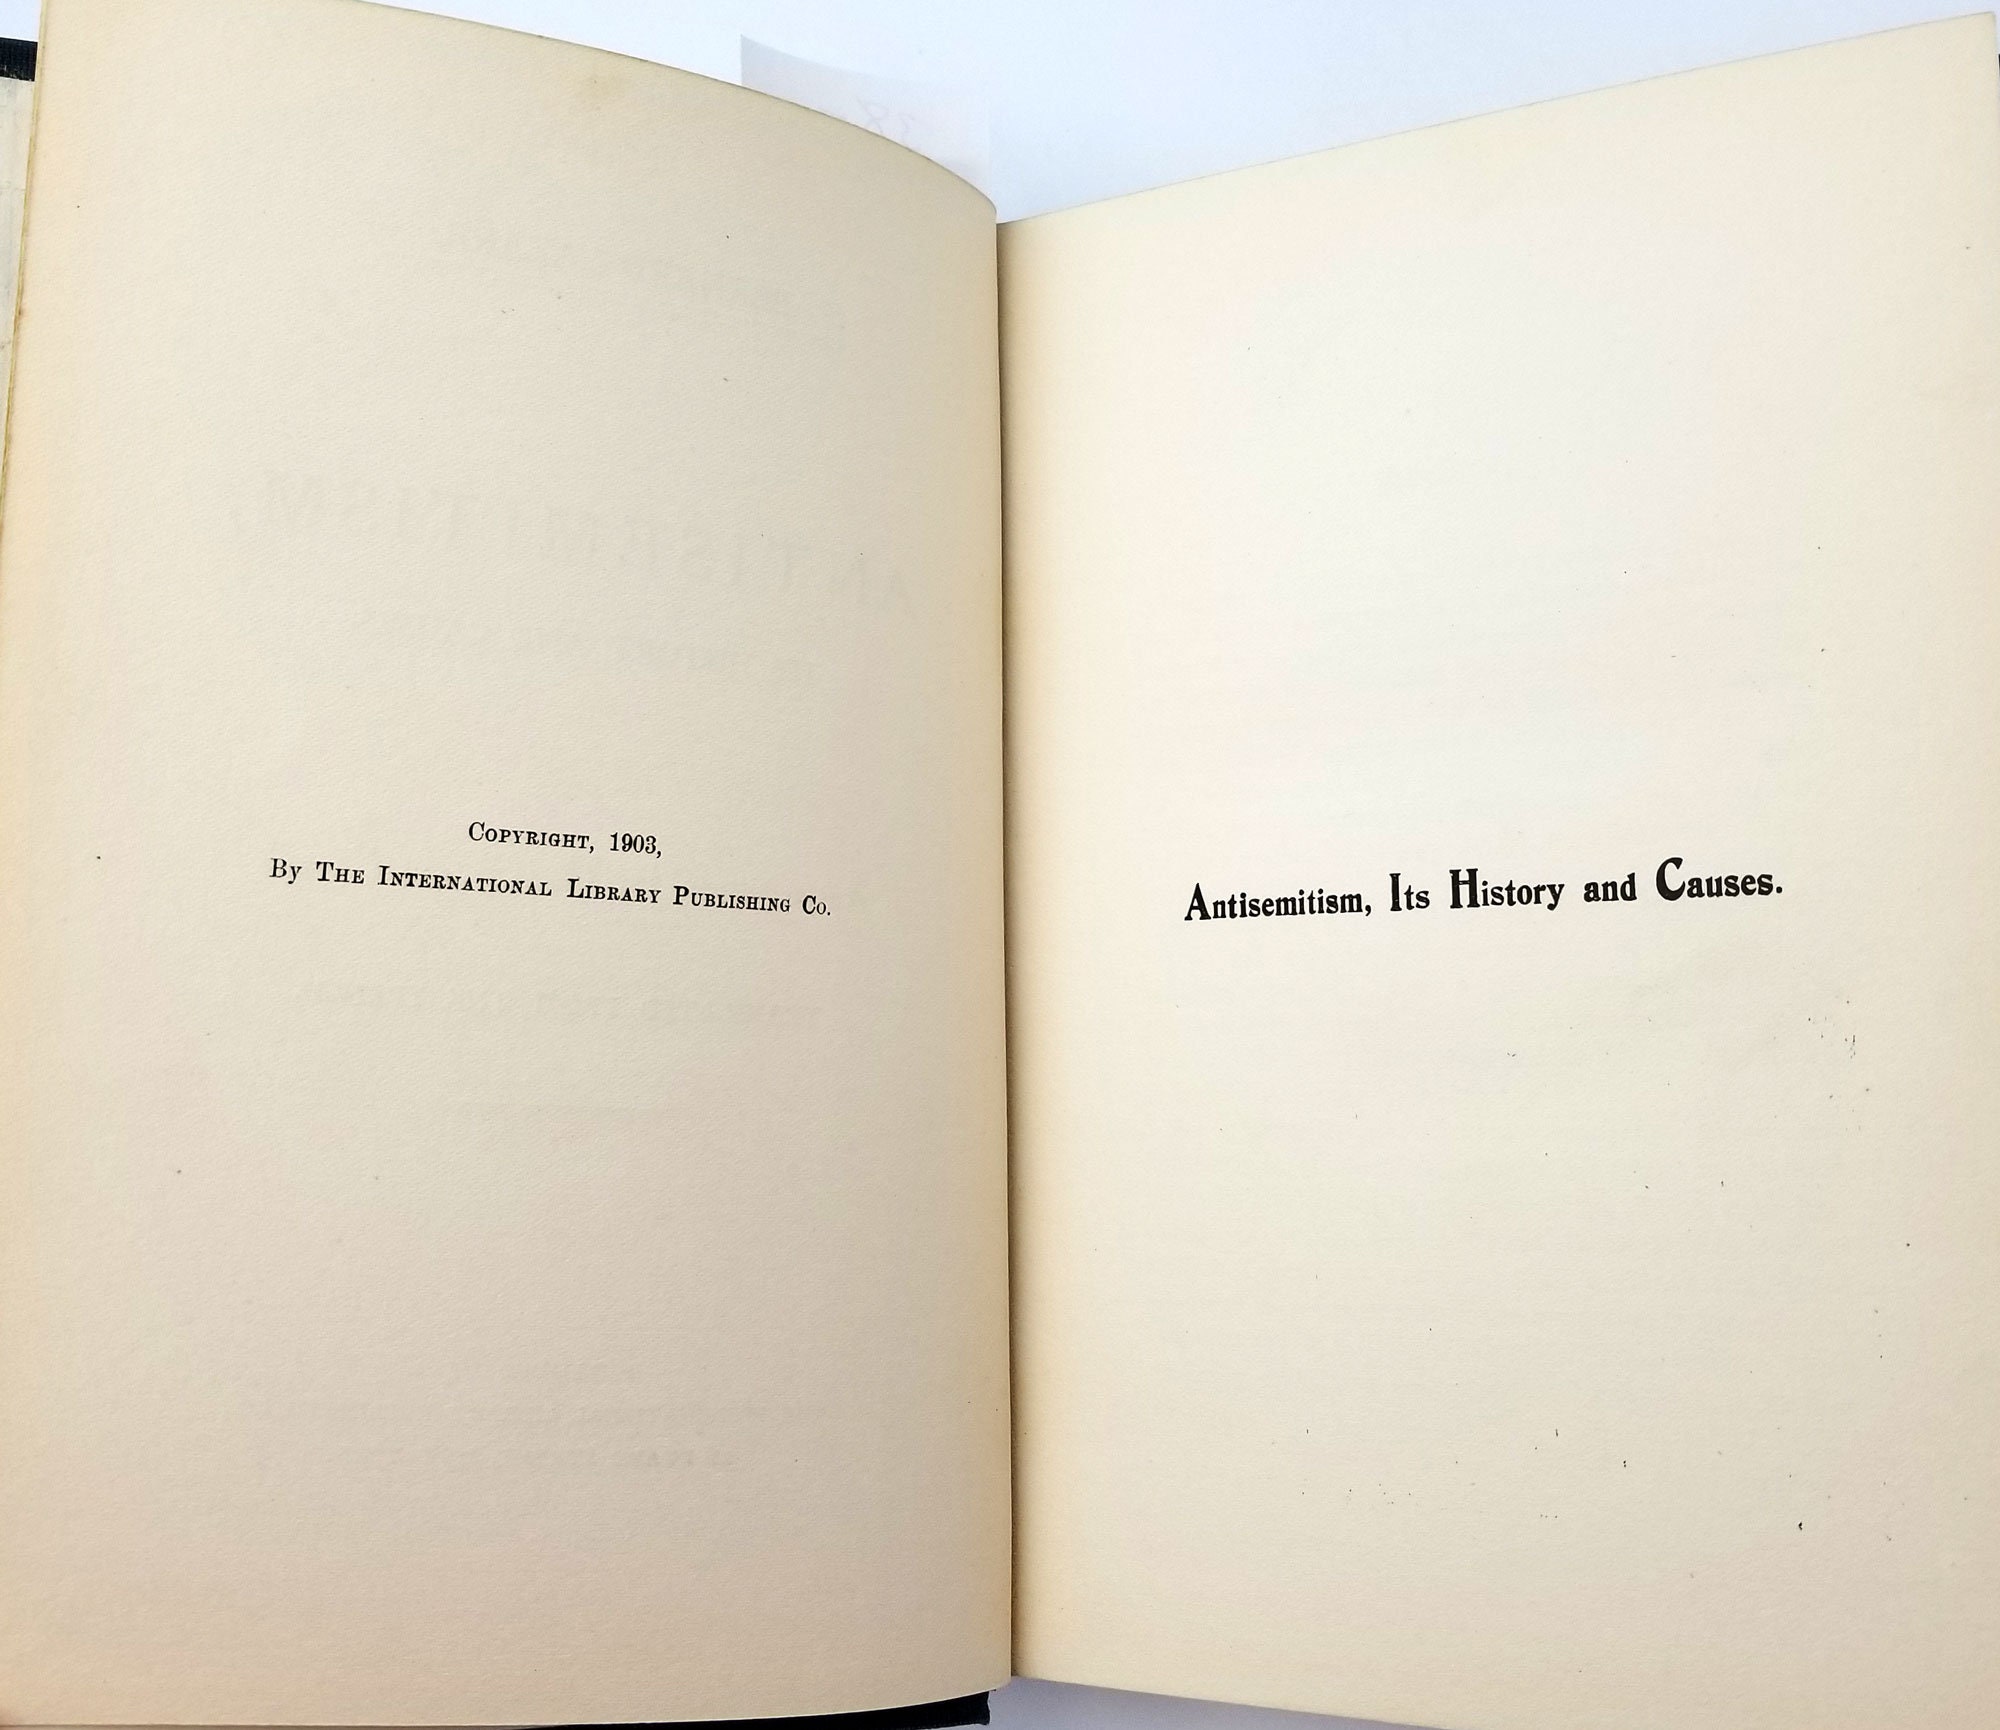 Copyright, 1903,
By The International Library Publishing Co.
Antisemitism, Its History and Causes.